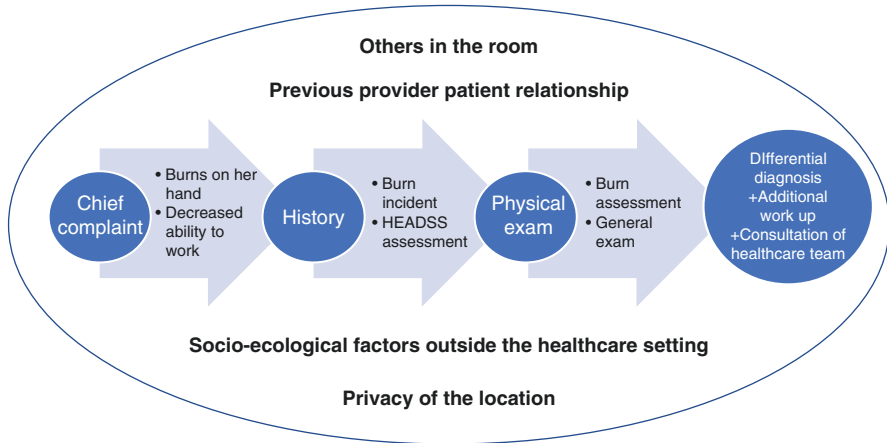 Others in the room
Previous provider patient relationship
Chief
complaint
• Burns on her
hand
• Decreased
ability to
work
History
• Burn
incident
• HEADSS
assessment
Physical
exam
• Burn
assessment
• General
exam
DIfferential
diagnosis
+Additional
work up
+Consultation of
healthcare team
Socio-ecological factors outside the healthcare setting
Privacy of the location